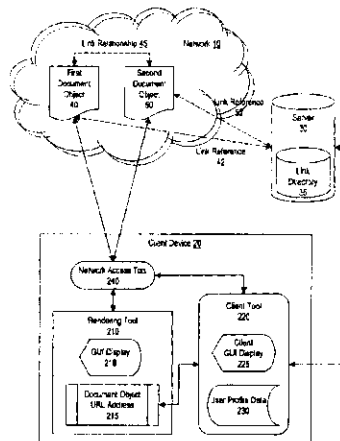 Link Relationship 45
Network 10
First
Document
Object
40
Second
Document
Object
50
Link Reference
Server
30
Link Reference
42
Link
Directory
35
Client Device 20
Network Access Tool
240
Rendering Tool
210
GUI Display
218
Document Object
URL Address
215
Client Tool
220
Client
GUI Display
225
User Profile Data
230